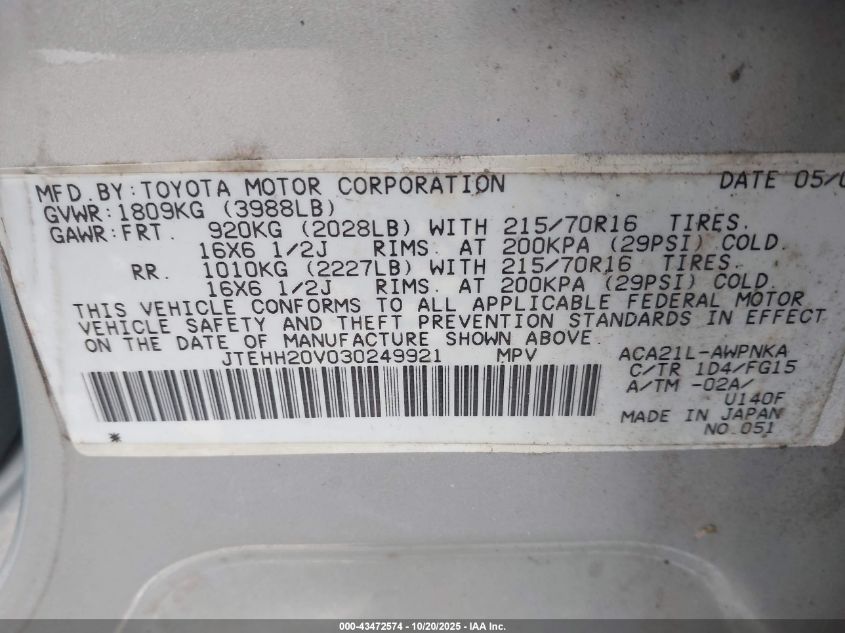 MFD. BY: TOYOTA MOTOR CORPORATION DATE 05/0
GVWR: 1809KG (3988LB)
GAWR: FRT. 920KG (2028LB) WITH 215/70R16 TIRES.
16X6 1/2J RIMS. AT 200KPA (29PSI) COLD.
RR. 1010KG (2227LB) WITH 215/70R16 TIRES.
16X6 1/2J RIMS. AT 200KPA (29PSI) COLD.
THIS VEHICLE CONFORMS TO ALL APPLICABLE FEDERAL MOTOR
VEHICLE SAFETY AND THEFT PREVENTION STANDARDS IN EFFECT
ON THE DATE OF MANUFACTURE SHOWN ABOVE.
JTEHH20V030249921 MPV ACA21L-AWPNKA
C/TR 1D4/FG15
A/TM -02A/
U140F
MADE IN JAPAN
* NO.051
000-43472574 | 10/20/2025 - IAA Inc.